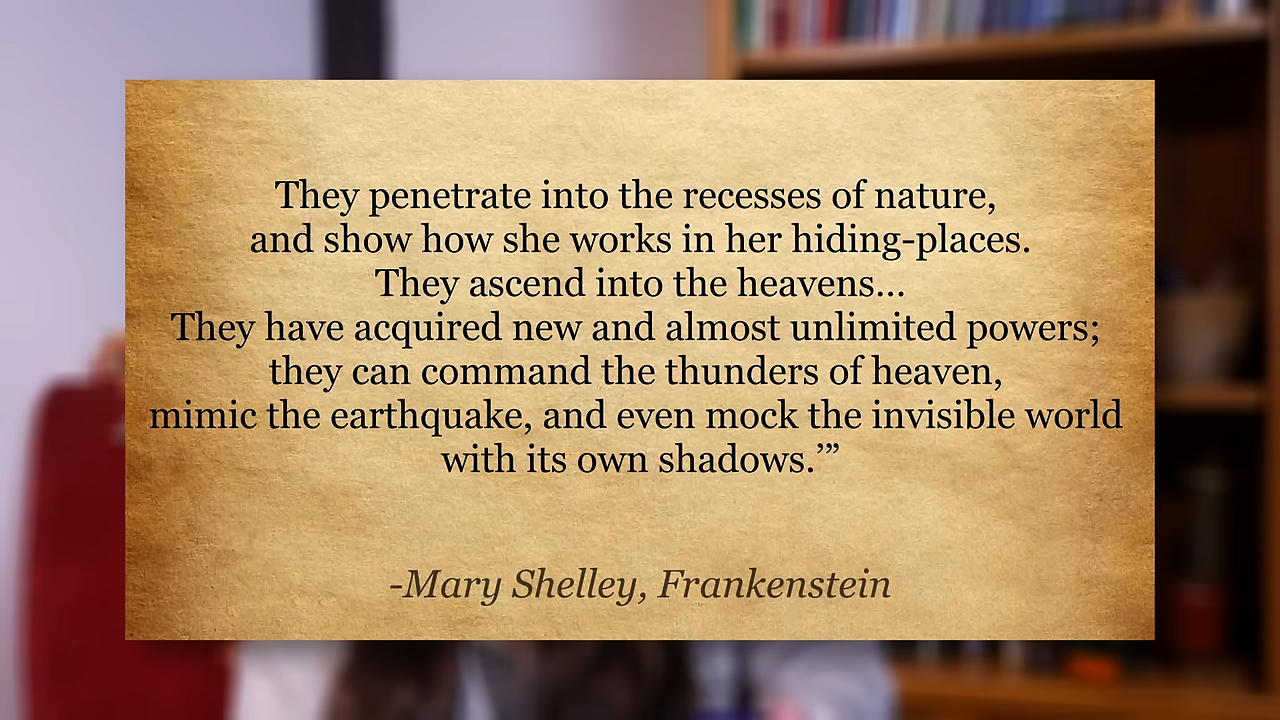 They penetrate into the recesses of nature,
and show how she works in her hiding-places.
They ascend into the heavens…
They have acquired new and almost unlimited powers;
they can command the thunders of heaven,
mimic the earthquake, and even mock the invisible world
with its own shadows.’”
-Mary Shelley, Frankenstein